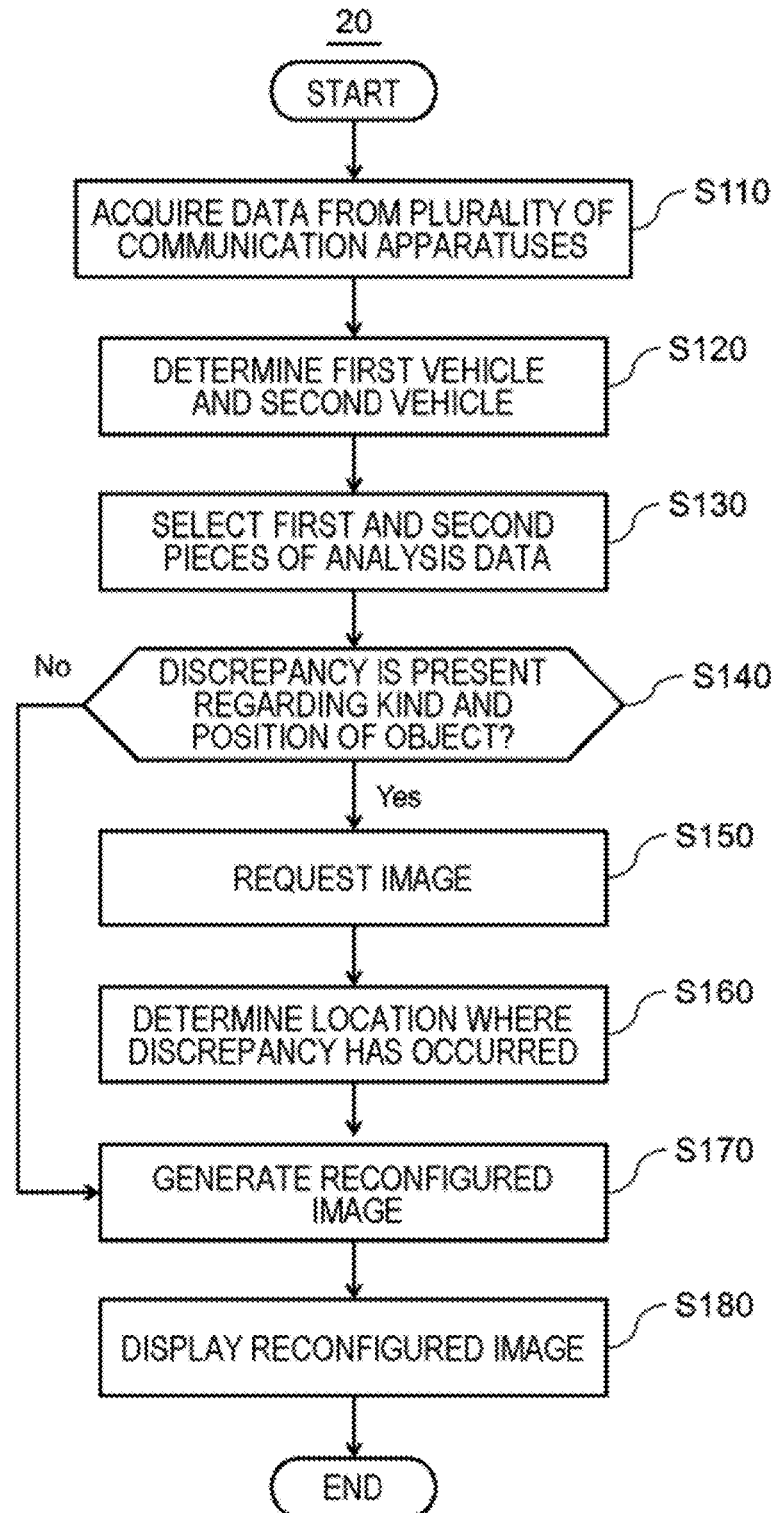 20
START
ACQUIRE DATA FROM PLURALITY OF
COMMUNICATION APPARATUSES
S110
DETERMINE FIRST VEHICLE
AND SECOND VEHICLE
S120
SELECT FIRST AND SECOND
PIECES OF ANALYSIS DATA
S130
No
DISCREPANCY IS PRESENT
REGARDING KIND AND
POSITION OF OBJECT?
S140
Yes
REQUEST IMAGE
S150
DETERMINE LOCATION WHERE
DISCREPANCY HAS OCCURRED
S160
GENERATE RECONFIGURED
IMAGE
S170
DISPLAY RECONFIGURED IMAGE
S180
END